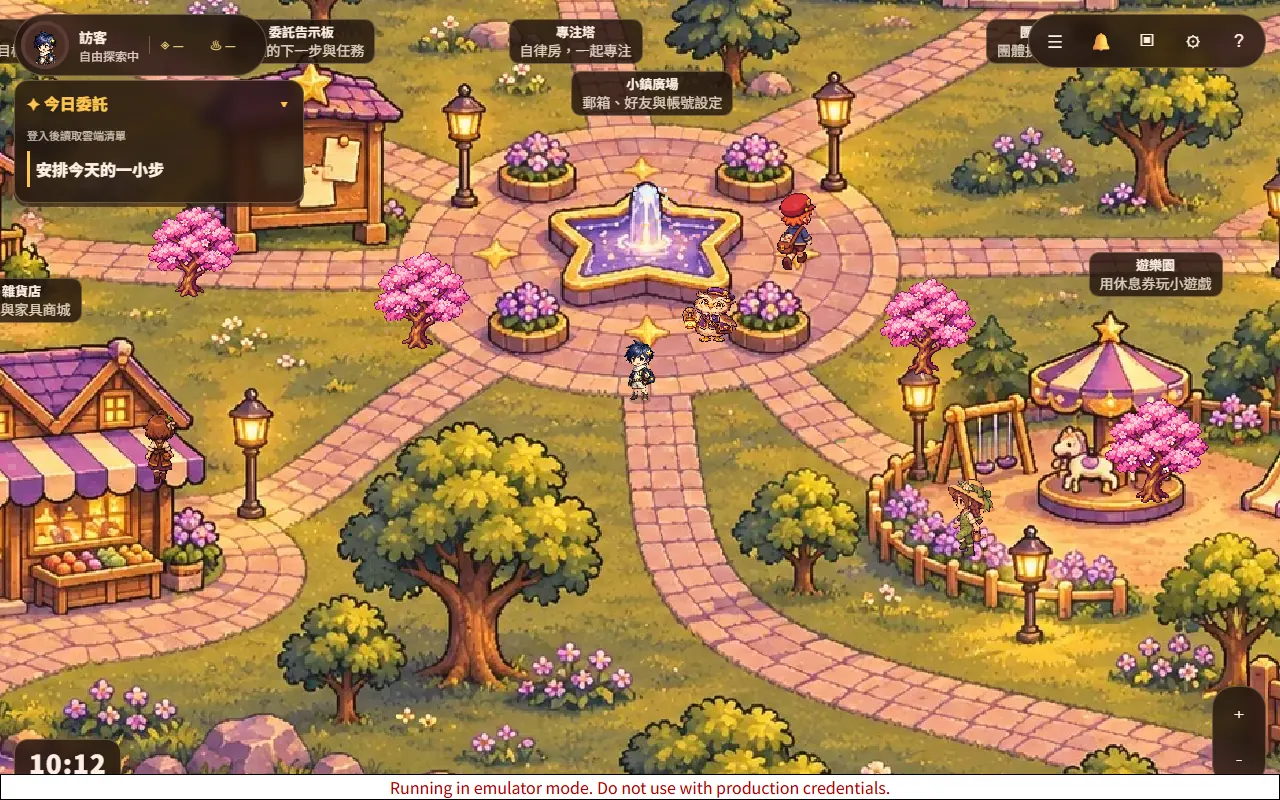 訪客
自由探索中
委託告示板
的下一步與任務
專注塔
自律房，一起專注
團
團體
小鎮廣場
郵箱、好友與帳號設定
?
✦今日委託
登入後讀取雲端清單
安排今天的一小步
遊樂園
用休息券玩小遊戲
雜貨店
與家具商城
+
-
10:12
Running in emulator mode. Do not use with production credentials.